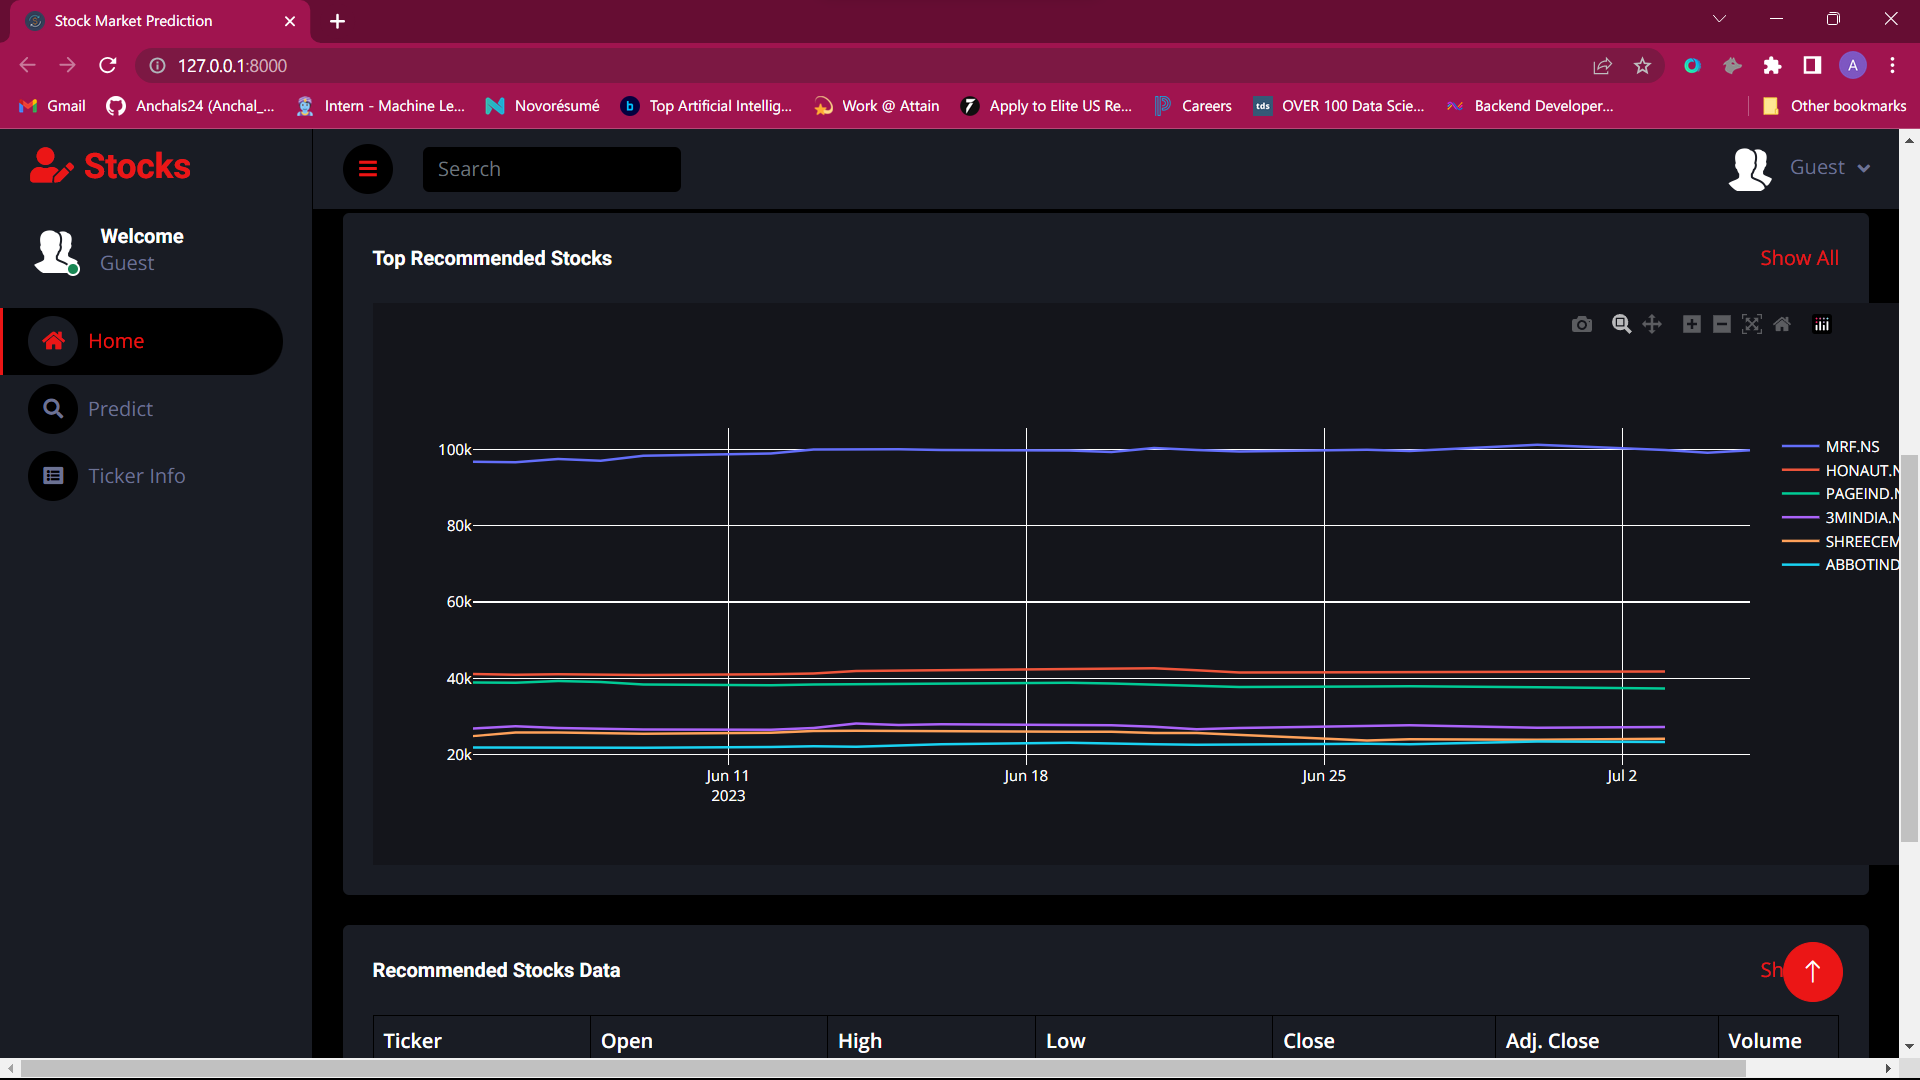 Stock Market Prediction
127.0.0.1:8000
Gmail
Anchals24 (Anchal_...
Intern - Machine Le...
Novorésumé
Top Artificial Intellig...
Work @ Attain
Apply to Elite US Re...
Careers
tds
OVER 100 Data Scie...
Backend Developer...
Other bookmarks
A
Stocks
Search
Guest
Welcome
Guest
Home
Predict
Ticker Info
Top Recommended Stocks
Show All
100k
80k
60k
40k
20k
Jun 11
2023
Jun 18
Jun 25
Jul 2
MRF.NS
HONAUT.N
PAGEIND.N
3MINDIA.N
SHREECEM
ABBOTIND
Recommended Stocks Data
Sh
Ticker
Open
High
Low
Close
Adj. Close
Volume